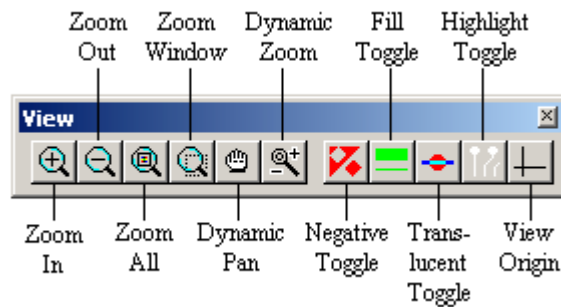 Zoom
Out
Zoom
Window
Dynamic
Zoom
Fill
Toggle
Highlight
Toggle
View
Zoom
In
Zoom
All
Dynamic
Pan
Negative
Toggle
Trans-
lucent
Toggle
View
Origin